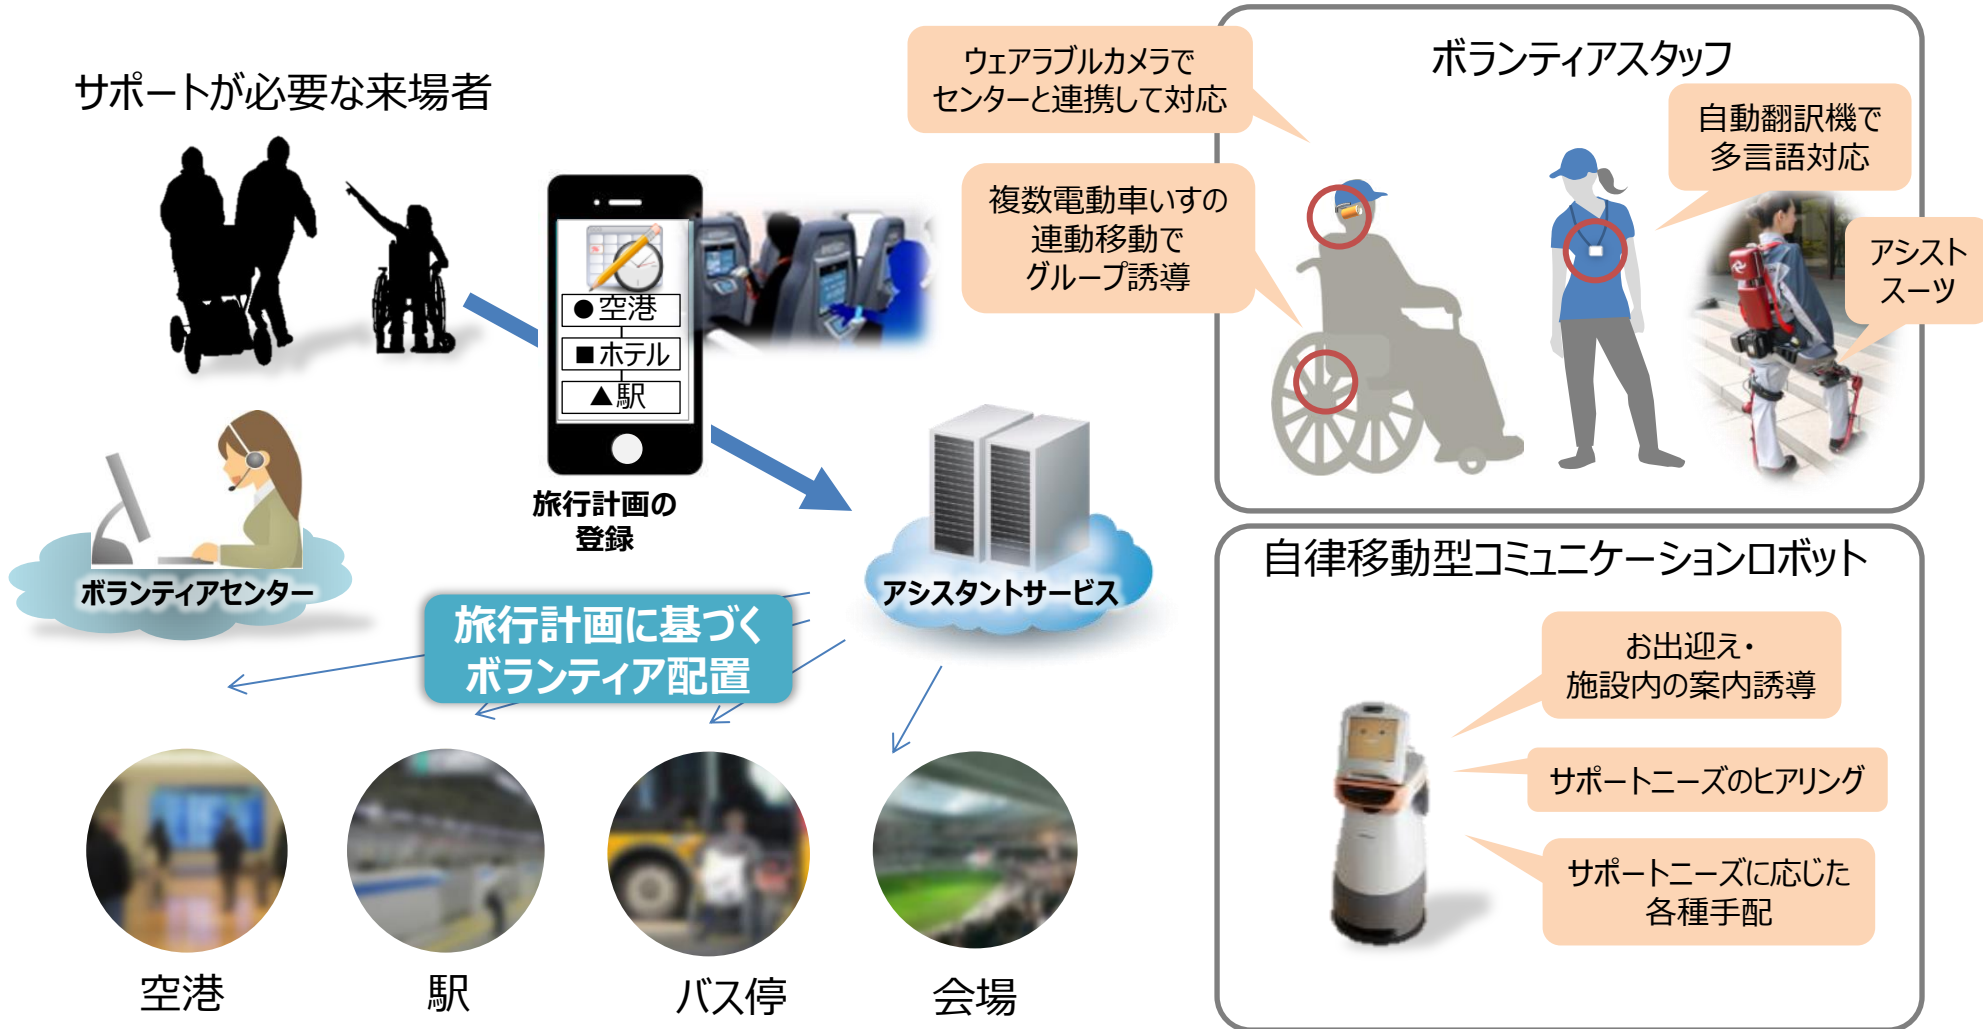 サポートが必要な来場者
●空港
■ホテル
▲駅
旅行計画の
登録
ボランティアセンター
アシスタントサービス
旅行計画に基づく
ボランティア配置
空港
駅
バス停
会場
ボランティアスタッフ
ウェアラブルカメラで
センターと連携して対応
複数電動車いすの
連動移動で
グループ誘導
自動翻訳機で
多言語対応
アシスト
スーツ
自律移動型コミュニケーションロボット
お出迎え・
施設内の案内誘導
サポートニーズのヒアリング
サポートニーズに応じた
各種手配